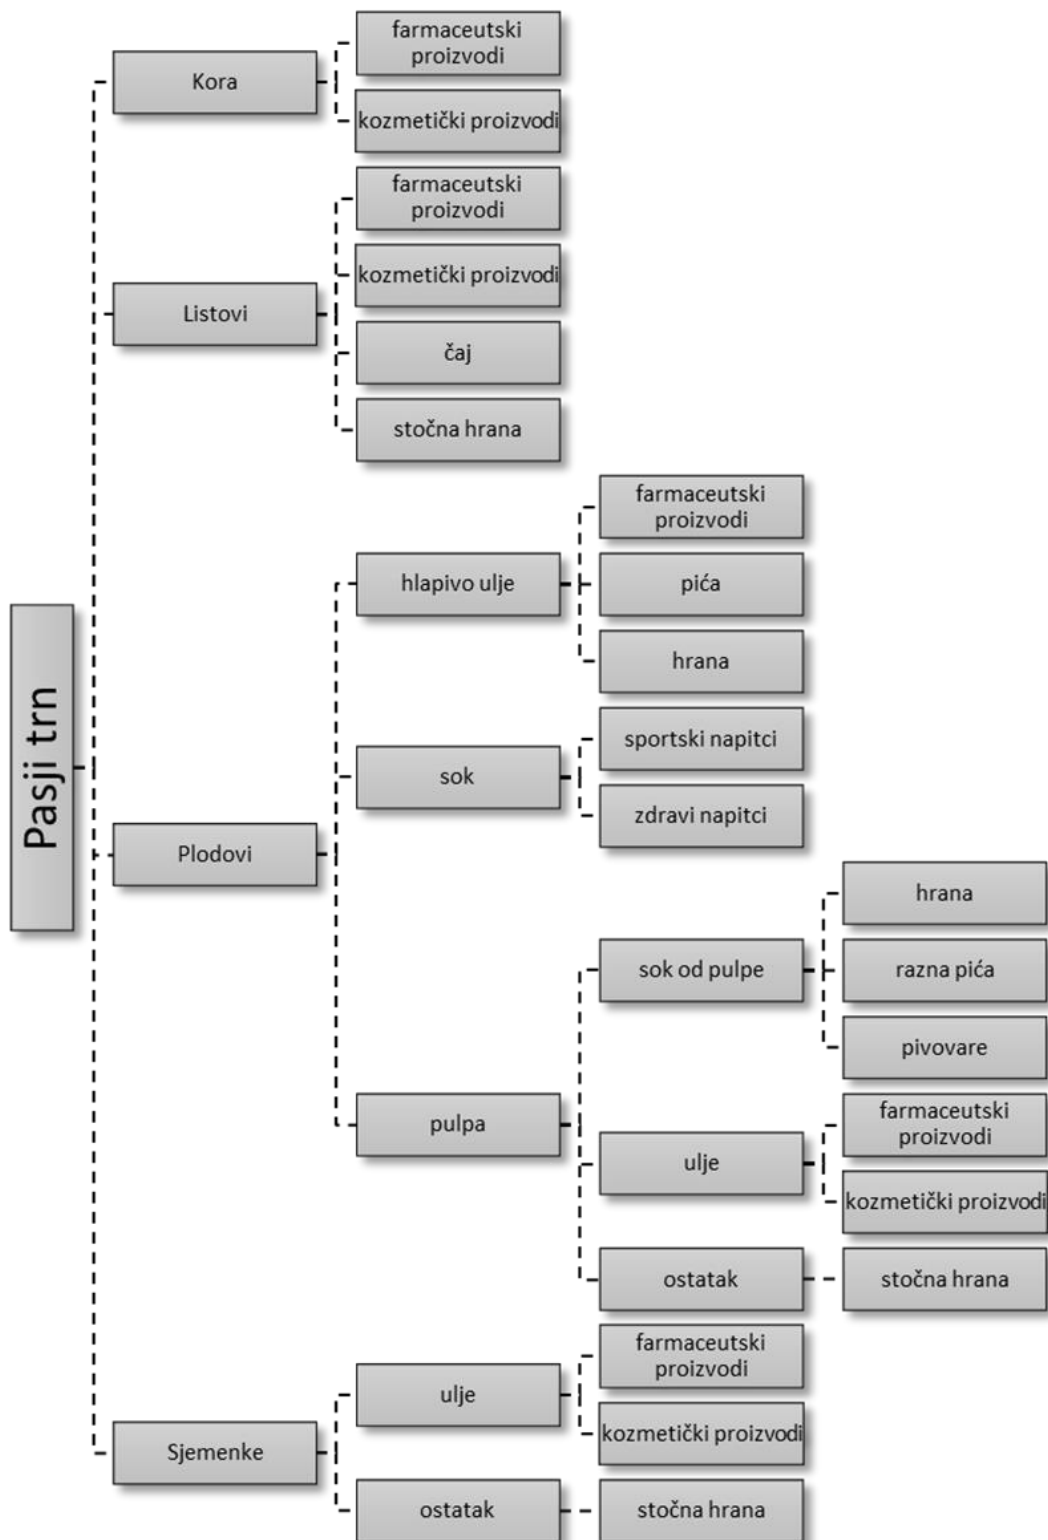 Pasji trn
Kora
farmaceutski
proizvodi
kozmetički proizvodi
Listovi
farmaceutski
proizvodi
kozmetički proizvodi
čaj
stočna hrana
Plodovi
hlapivo ulje
farmaceutski
proizvodi
pića
hrana
sok
sportski napitci
zdravi napitci
pulpa
sok od pulpe
hrana
razna pića
pivovare
ulje
farmaceutski
proizvodi
kozmetički proizvodi
ostatak
stočna hrana
Sjemenke
ulje
farmaceutski
proizvodi
kozmetički proizvodi
ostatak
stočna hrana